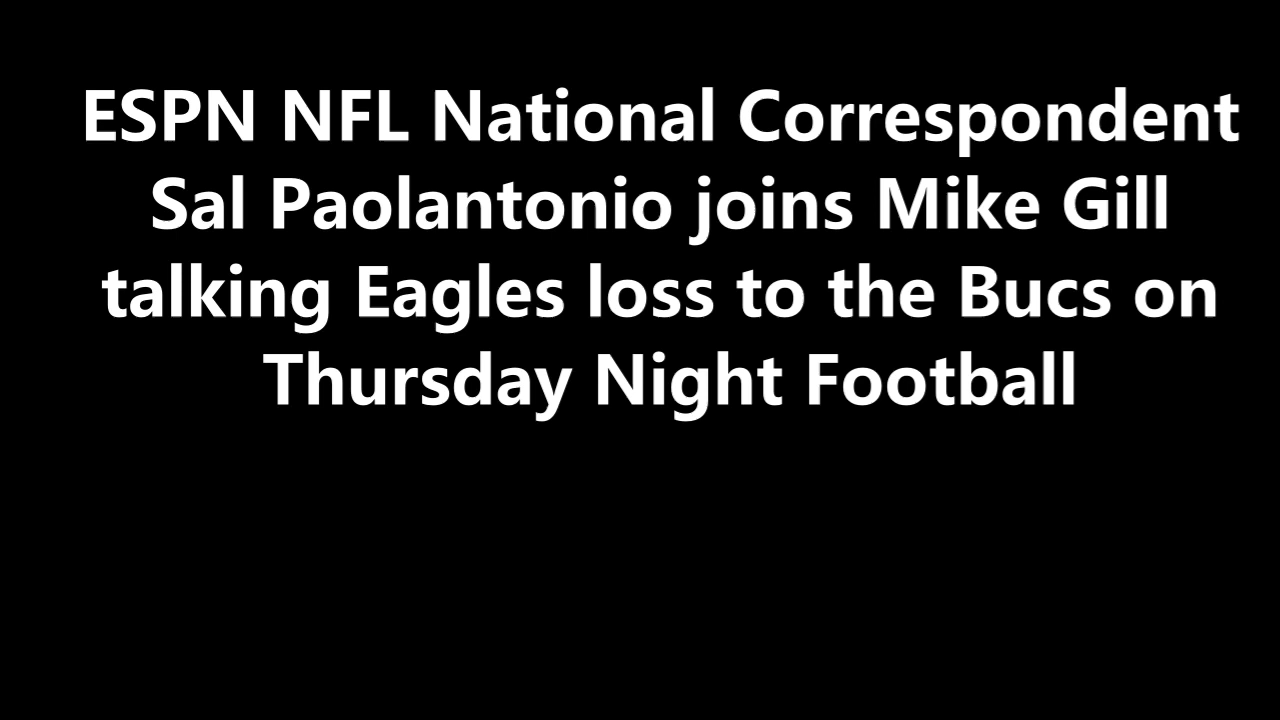 ESPN NFL National Correspondent
Sal Paolantonio joins Mike Gill
talking Eagles loss to the Bucs on
Thursday Night Football